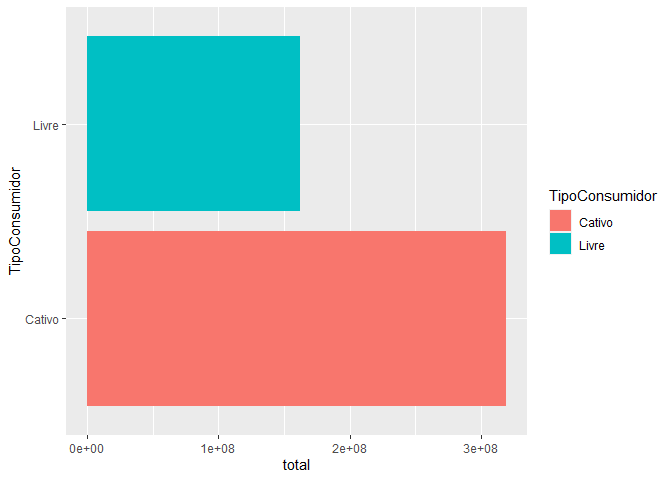 Livre
Cativo
TipoConsumidor
0e+00
1e+08
2e+08
3e+08
total
TipoConsumidor
Cativo
Livre